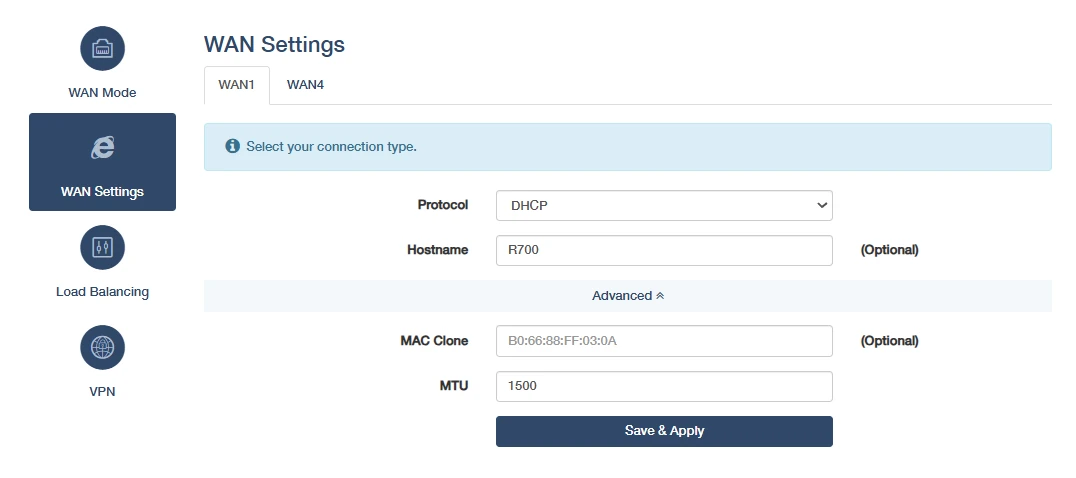 WAN Mode
WAN Settings
Load Balancing
VPN
WAN Settings
WAN1 WAN4
Select your connection type.
Protocol DHCP
Hostname R700 (Optional)
Advanced
MAC Clone B0:66:88:FF:03:0A (Optional)
MTU 1500
Save & Apply